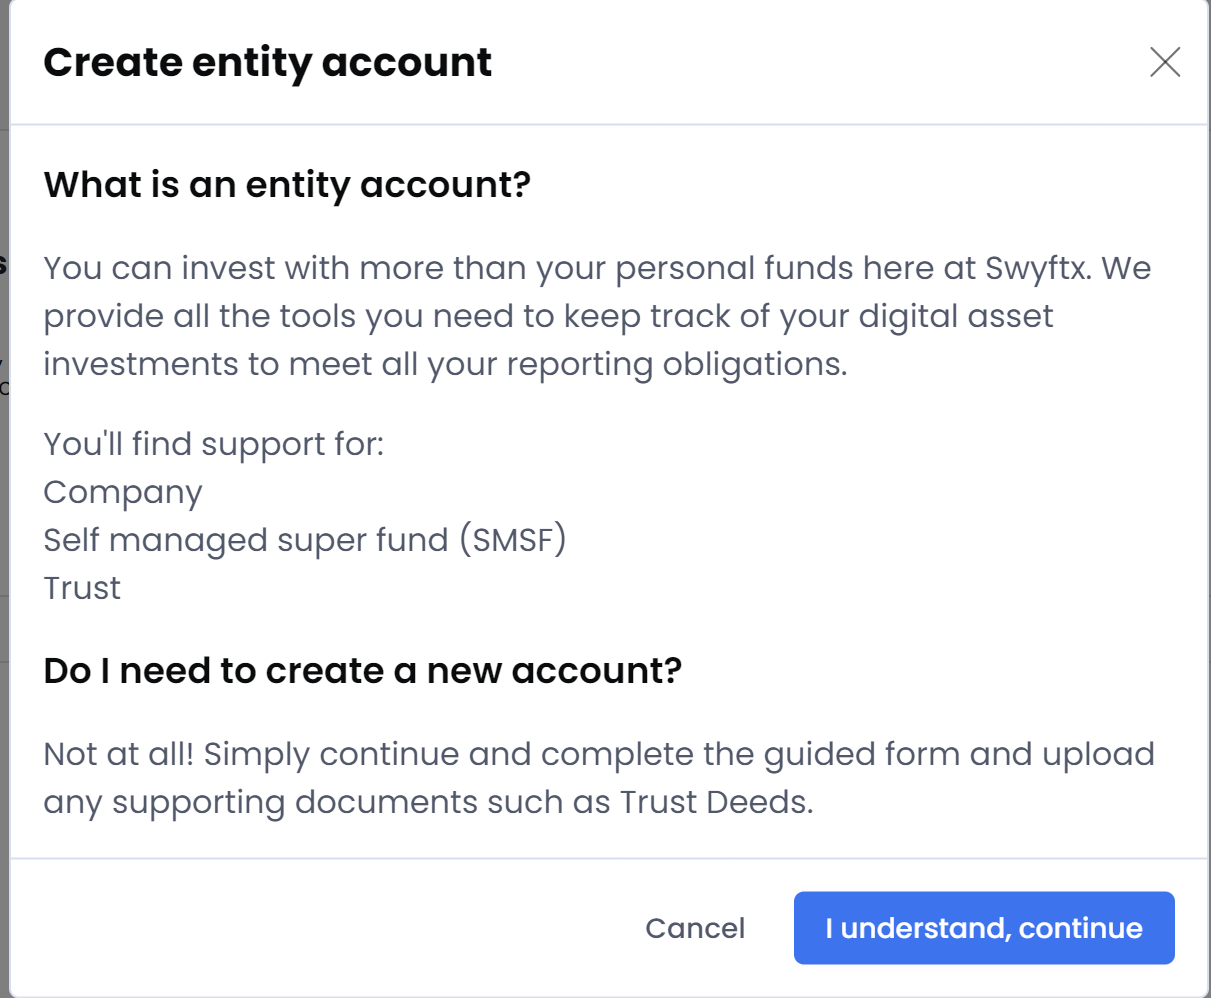 Create entity account
What is an entity account?
You can invest with more than your personal funds here at Swyftx. We
provide all the tools you need to keep track of your digital asset
investments to meet all your reporting obligations.
You'll find support for:
Company
Self managed super fund (SMSF)
Trust
Do I need to create a new account?
Not at all! Simply continue and complete the guided form and upload
any supporting documents such as Trust Deeds.
Cancel
I understand, continue